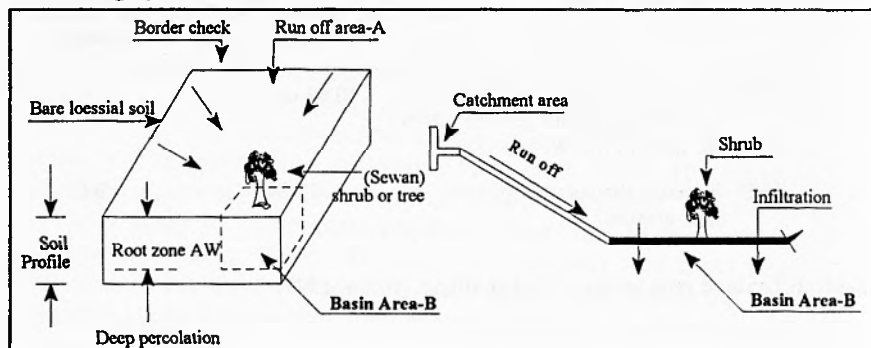 Border check
Run off area-A
Bare loessial soil
Catchment area
Run off
Shrub
(Sewan)
shrub or tree
Infiltration
Soil
Profile
Root zone AW
Basin Area-B
Basin Area-B
Deep percolation